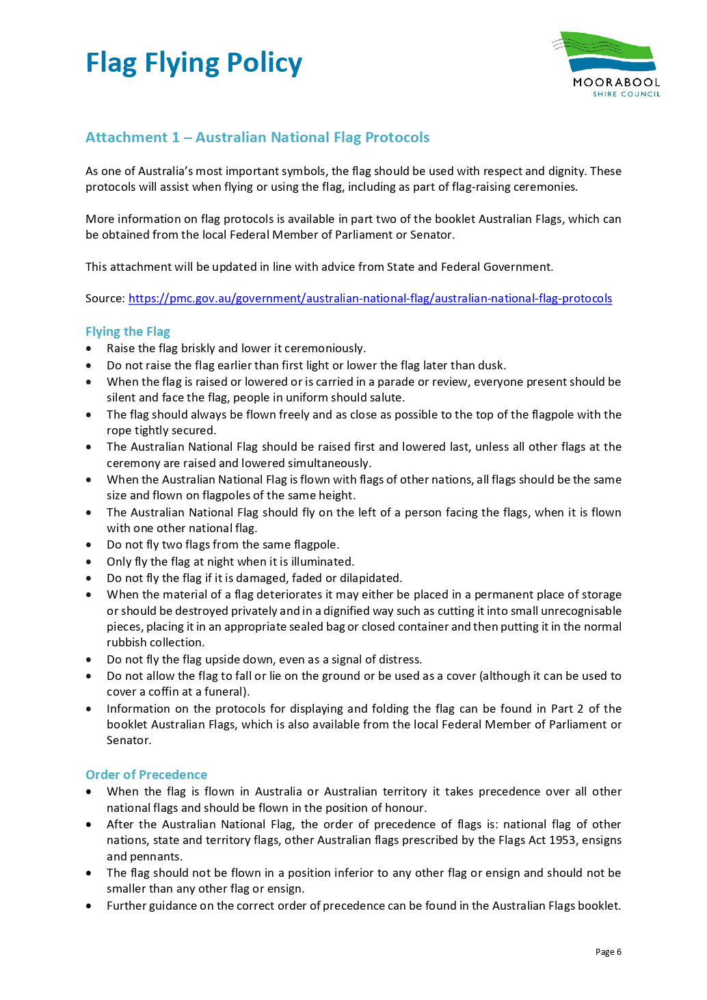 Flag Flying Policy
MOORABOOL
SHIRE COUNCIL
Attachment 1 – Australian National Flag Protocols
As one of Australia’s most important symbols, the flag should be used with respect and dignity. These
protocols will assist when flying or using the flag, including as part of flag-raising ceremonies.
More information on flag protocols is available in part two of the booklet Australian Flags, which can
be obtained from the local Federal Member of Parliament or Senator.
This attachment will be updated in line with advice from State and Federal Government.
Source: https://pmc.gov.au/government/australian-national-flag/australian-national-flag-protocols
Flying the Flag
• Raise the flag briskly and lower it ceremoniously.
• Do not raise the flag earlier than first light or lower the flag later than dusk.
• When the flag is raised or lowered or is carried in a parade or review, everyone present should be
silent and face the flag, people in uniform should salute.
• The flag should always be flown freely and as close as possible to the top of the flagpole with the
rope tightly secured.
• The Australian National Flag should be raised first and lowered last, unless all other flags at the
ceremony are raised and lowered simultaneously.
• When the Australian National Flag is flown with flags of other nations, all flags should be the same
size and flown on flagpoles of the same height.
• The Australian National Flag should fly on the left of a person facing the flags, when it is flown
with one other national flag.
• Do not fly two flags from the same flagpole.
• Only fly the flag at night when it is illuminated.
• Do not fly the flag if it is damaged, faded or dilapidated.
• When the material of a flag deteriorates it may either be placed in a permanent place of storage
or should be destroyed privately and in a dignified way such as cutting it into small unrecognisable
pieces, placing it in an appropriate sealed bag or closed container and then putting it in the normal
rubbish collection.
• Do not fly the flag upside down, even as a signal of distress.
• Do not allow the flag to fall or lie on the ground or be used as a cover (although it can be used to
cover a coffin at a funeral).
• Information on the protocols for displaying and folding the flag can be found in Part 2 of the
booklet Australian Flags, which is also available from the local Federal Member of Parliament or
Senator.
Order of Precedence
• When the flag is flown in Australia or Australian territory it takes precedence over all other
national flags and should be flown in the position of honour.
• After the Australian National Flag, the order of precedence of flags is: national flag of other
nations, state and territory flags, other Australian flags prescribed by the Flags Act 1953, ensigns
and pennants.
• The flag should not be flown in a position inferior to any other flag or ensign and should not be
smaller than any other flag or ensign.
• Further guidance on the correct order of precedence can be found in the Australian Flags booklet.
Page 6